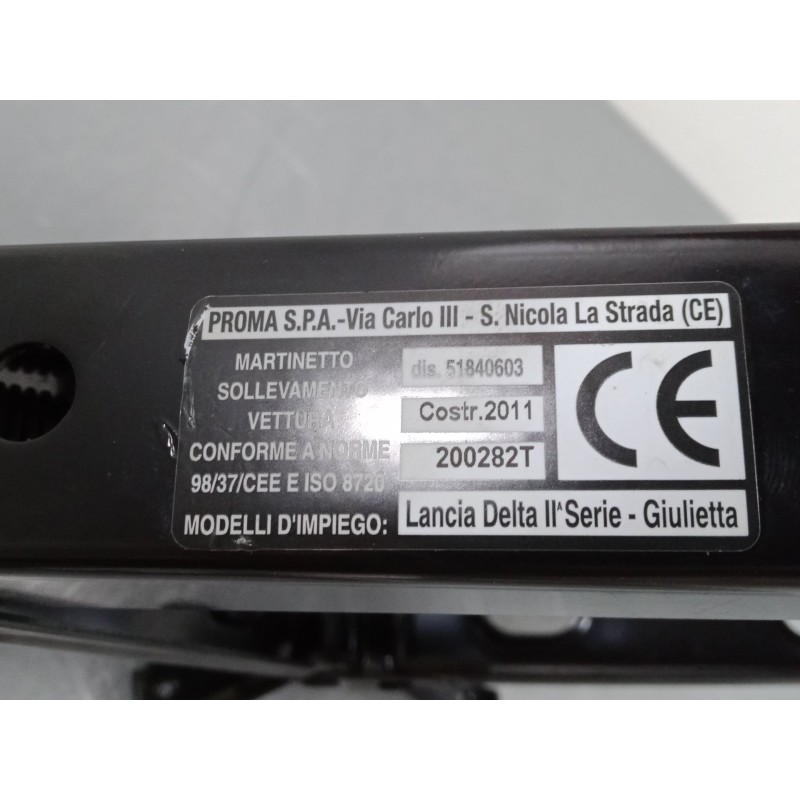 PROMA S.P.A.-Via Carlo III - S. Nicola La Strada (CE)
MARTINETTO
SOLLEVAMENTO
VETTURA
CONFORME A NORME
98/37/CEE E ISO 8720
dis. 51840603
Costr.2011
200282T
CE
MODELLI D'IMPIEGO: Lancia Delta II^Serie - Giulietta